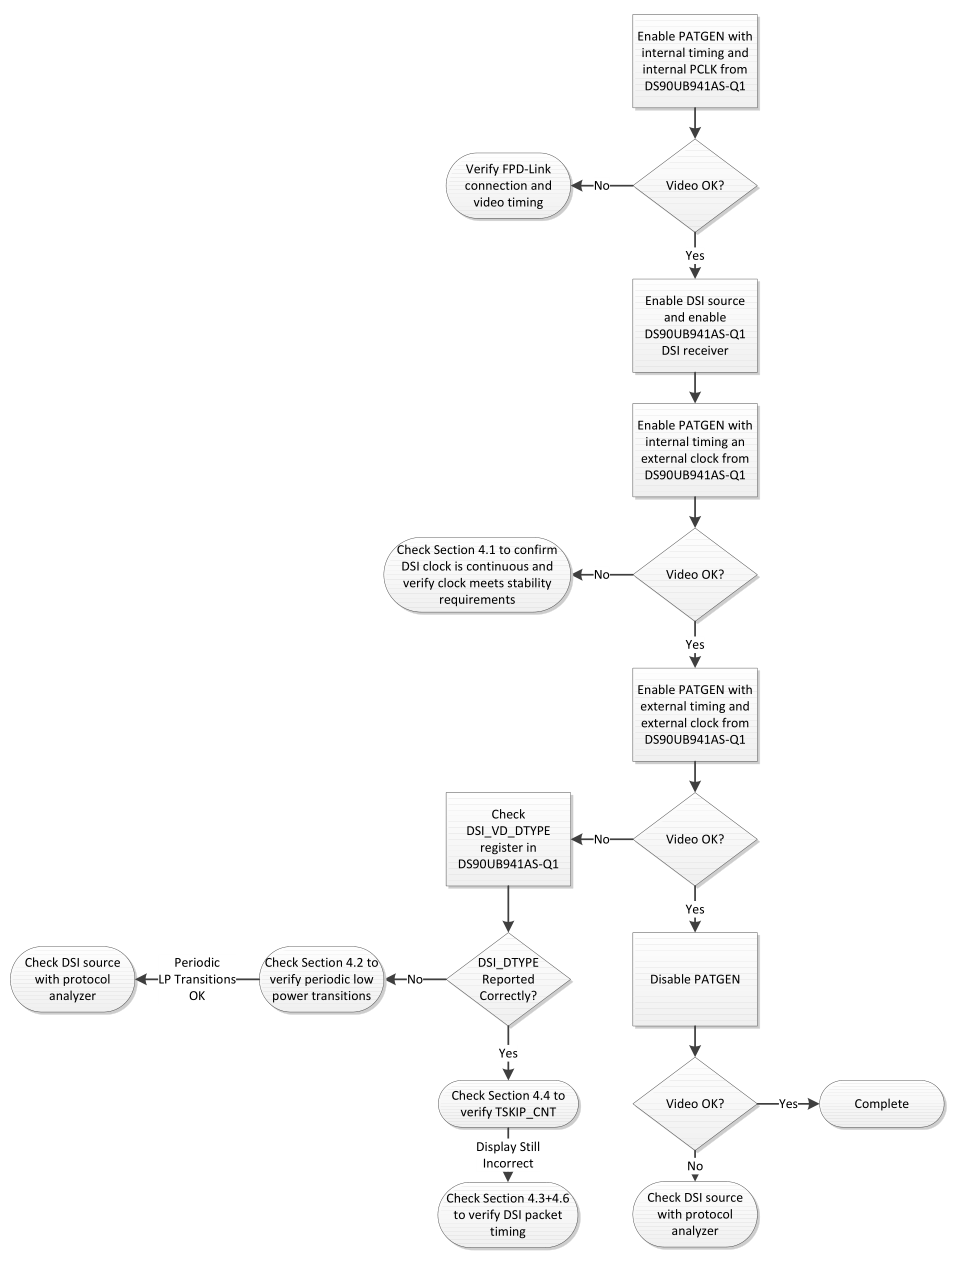 Enable PATGEN with
internal timing and
internal PCLK from
DS90UB941AS-Q1
Verify FPD-Link
connection and
video timing
No
Video OK?
Yes
Enable DSI source
and enable
DS90UB941AS-Q1
DSI receiver
Enable PATGEN with
internal timing an
external clock from
DS90UB941AS-Q1
Check Section 4.1 to confirm
DSI clock is continuous and
verify clock meets stability
requirements
No
Video OK?
Yes
Enable PATGEN with
external timing and
external clock from
DS90UB941AS-Q1
Check
DSI_VD_DTYPE
register in
DS90UB941AS-Q1
No
Video OK?
Yes
Check DSI source
with protocol
analyzer
Periodic
LP Transitions
OK
Check Section 4.2 to
verify periodic low
power transitions
No
DSI_DTYPE
Reported
Correctly?
Disable PATGEN
Yes
Check Section 4.4 to
verify TSKIP_CNT
Video OK?
Yes
Complete
Display Still
Incorrect
No
Check Section 4.3+4.6
to verify DSI packet
timing
Check DSI source
with protocol
analyzer